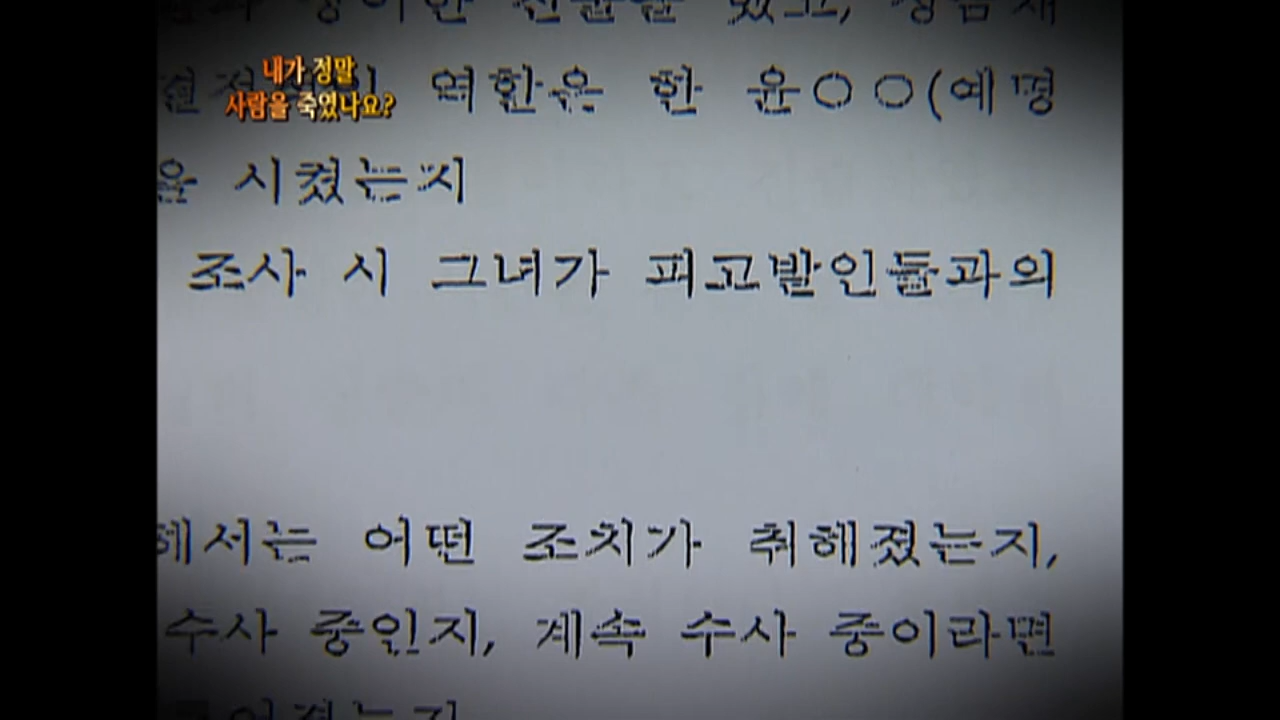 내가 정말
사람을 죽였나요?
역한은 한 윤○○(예명
을 시켰는지
조사 시 그녀가 피고발인들과의
해서는 어떤 조치가 취해졌는지,
수사 중인지, 계속 수사 중이라면